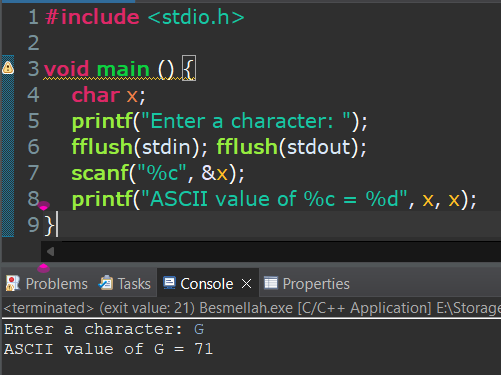 1 #include <stdio.h>
2
3 void main () {
4 char x;
5 printf("Enter a character: ");
6 fflush(stdin); fflush(stdout);
7 scanf("%c", &x);
8 printf("ASCII value of %c = %d", x, x);
9 }
Problems Tasks Console Properties
<terminated> (exit value: 21) Besmellah.exe [C/C++ Application] E:\Storage
Enter a character: G
ASCII value of G = 71